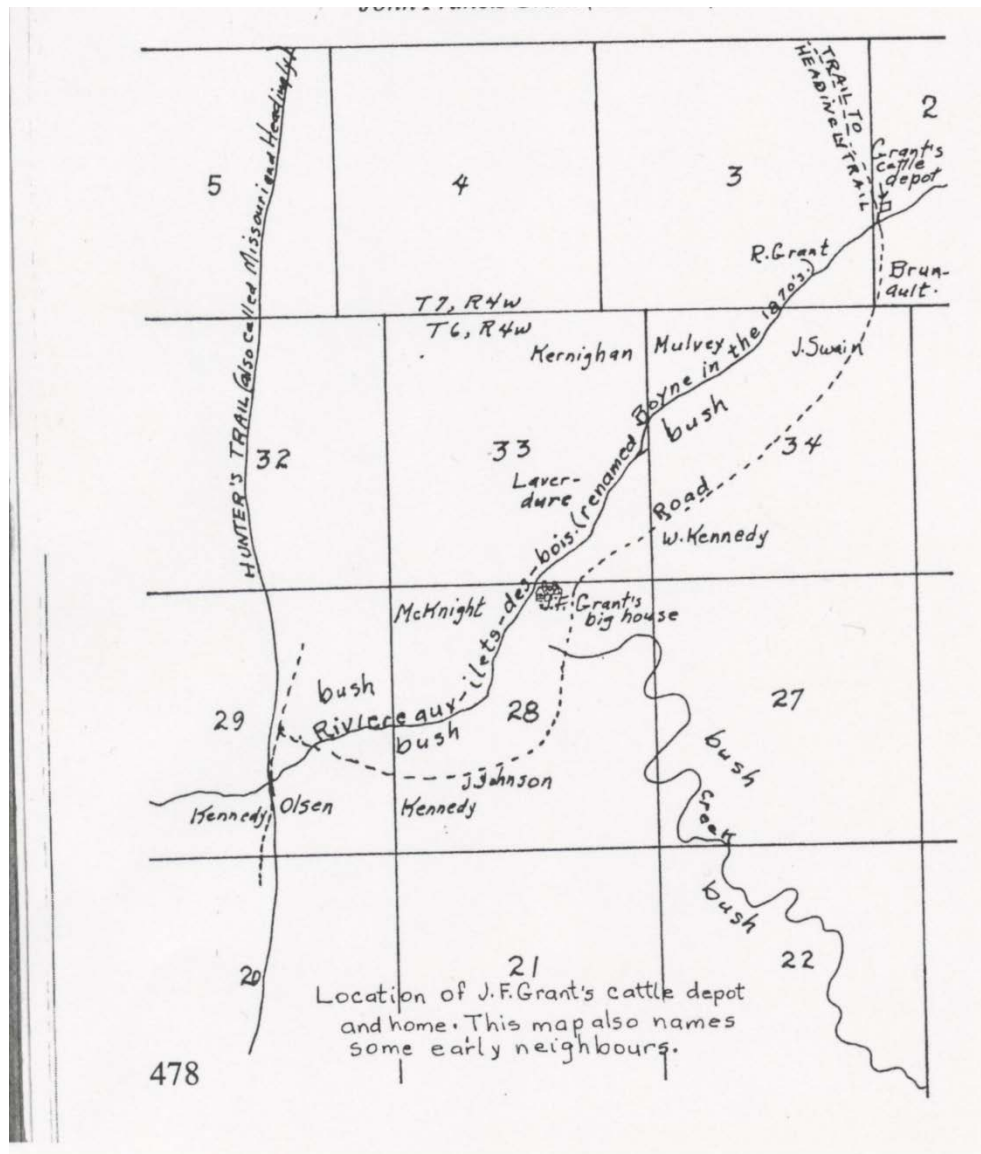 TRAIL TO
HEADINGLY TRAIL
2
Grant's
cattle
depot
5
4
3
HUNTER'S TRAIL (also called Missouri and Headingly)
R. Grant
Brun-
ault.
T7, R4W
T6, R4W
Kernighan
Mulvey
J. Swain
Riviere aux-ilets-des-bois. (renamed Boyne in the 1870's.)
bush
32
33
34
Laver-
dure
Road
W. Kennedy
McKnight
J.F. Grant's
big house
bush
29
28
27
bush
bush
J Johnson
Kennedy
Olsen
Kennedy
Creek
bush
20
21
22
Location of J.F. Grant's cattle depot
and home. This map also names
some early neighbours.
478